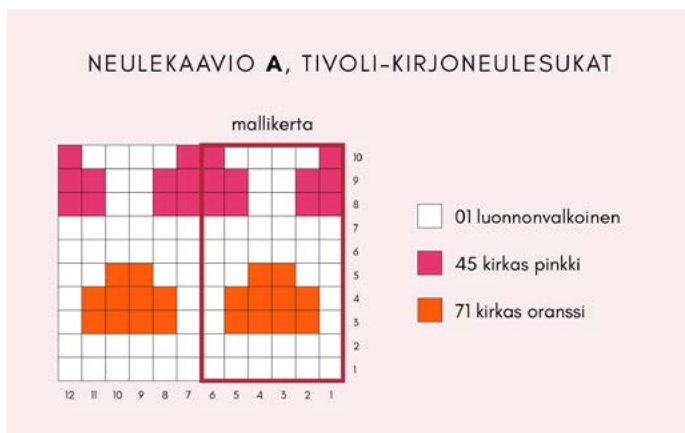 NEULEKAAVIO A, TIVOLI-KIRJONEULESUKAT
mallikerta
10
9
8
7
6
5
4
3
2
1
12 11 10 9 8 7 6 5 4 3 2 1
01 luonnonvalkoinen
45 kirkas pinkki
71 kirkas oranssi